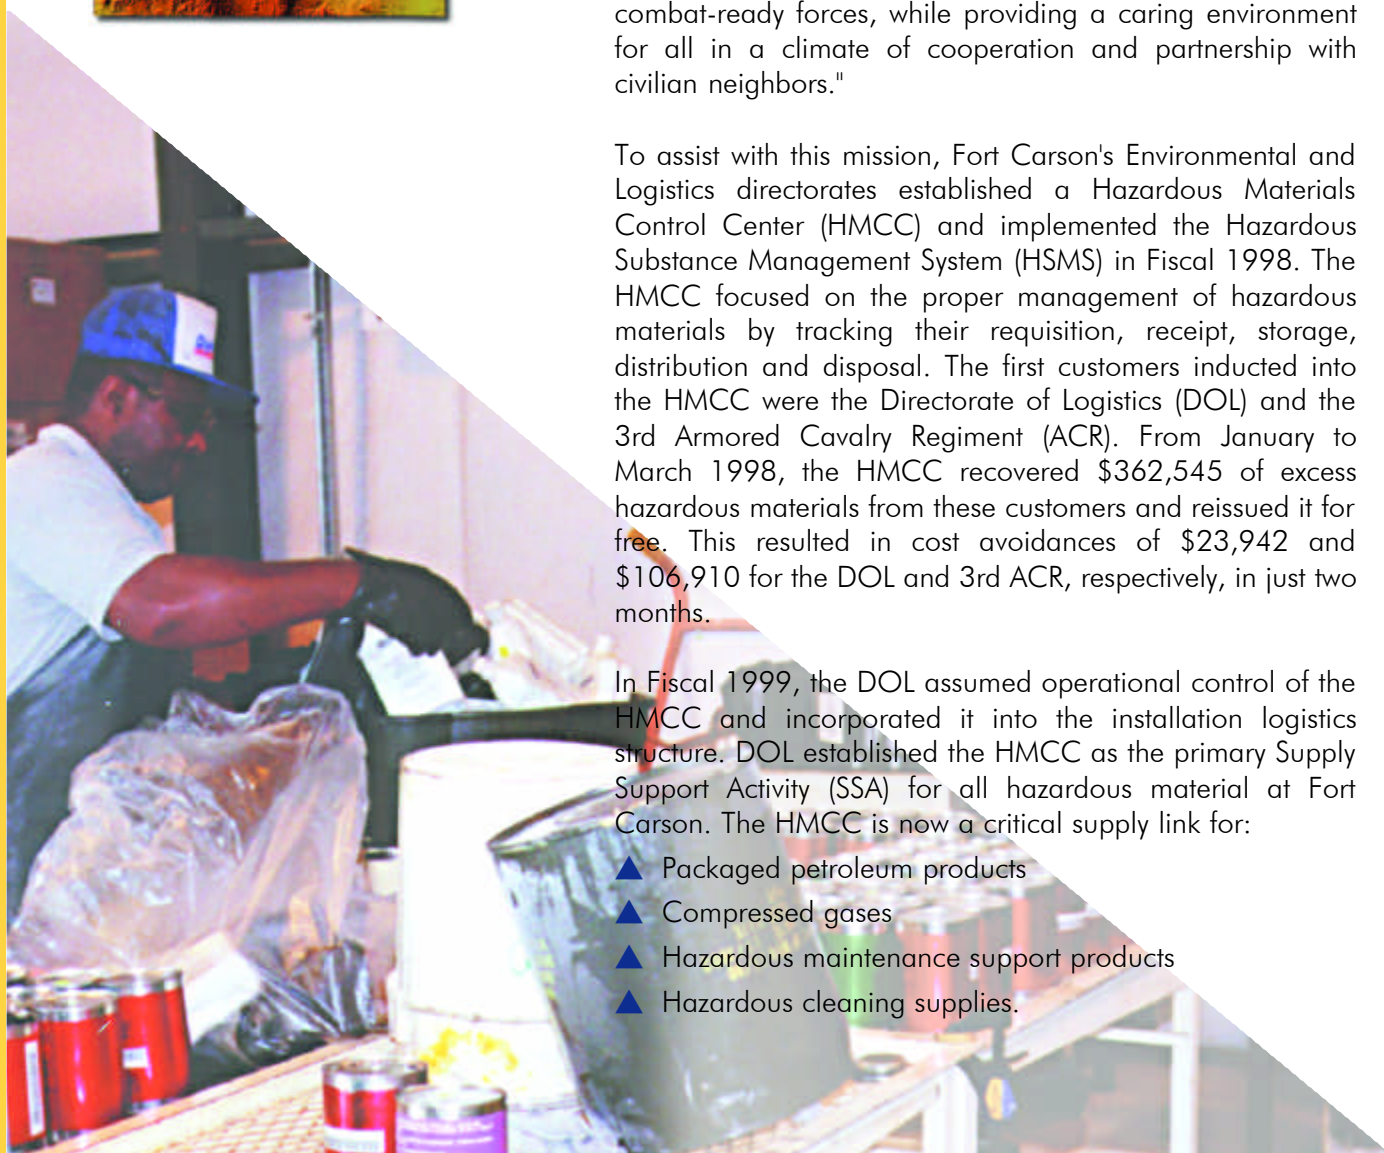 combat-ready forces, while providing a caring environment
for all in a climate of cooperation and partnership with
civilian neighbors."
To assist with this mission, Fort Carson's Environmental and
Logistics directorates established a Hazardous Materials
Control Center (HMCC) and implemented the Hazardous
Substance Management System (HSMS) in Fiscal 1998. The
HMCC focused on the proper management of hazardous
materials by tracking their requisition, receipt, storage,
distribution and disposal. The first customers inducted into
the HMCC were the Directorate of Logistics (DOL) and the
3rd Armored Cavalry Regiment (ACR). From January to
March 1998, the HMCC recovered $362,545 of excess
hazardous materials from these customers and reissued it for
free. This resulted in cost avoidances of $23,942 and
$106,910 for the DOL and 3rd ACR, respectively, in just two
months.
In Fiscal 1999, the DOL assumed operational control of the
HMCC and incorporated it into the installation logistics
structure. DOL established the HMCC as the primary Supply
Support Activity (SSA) for all hazardous material at Fort
Carson. The HMCC is now a critical supply link for:
▲ Packaged petroleum products
▲ Compressed gases
▲ Hazardous maintenance support products
▲ Hazardous cleaning supplies.